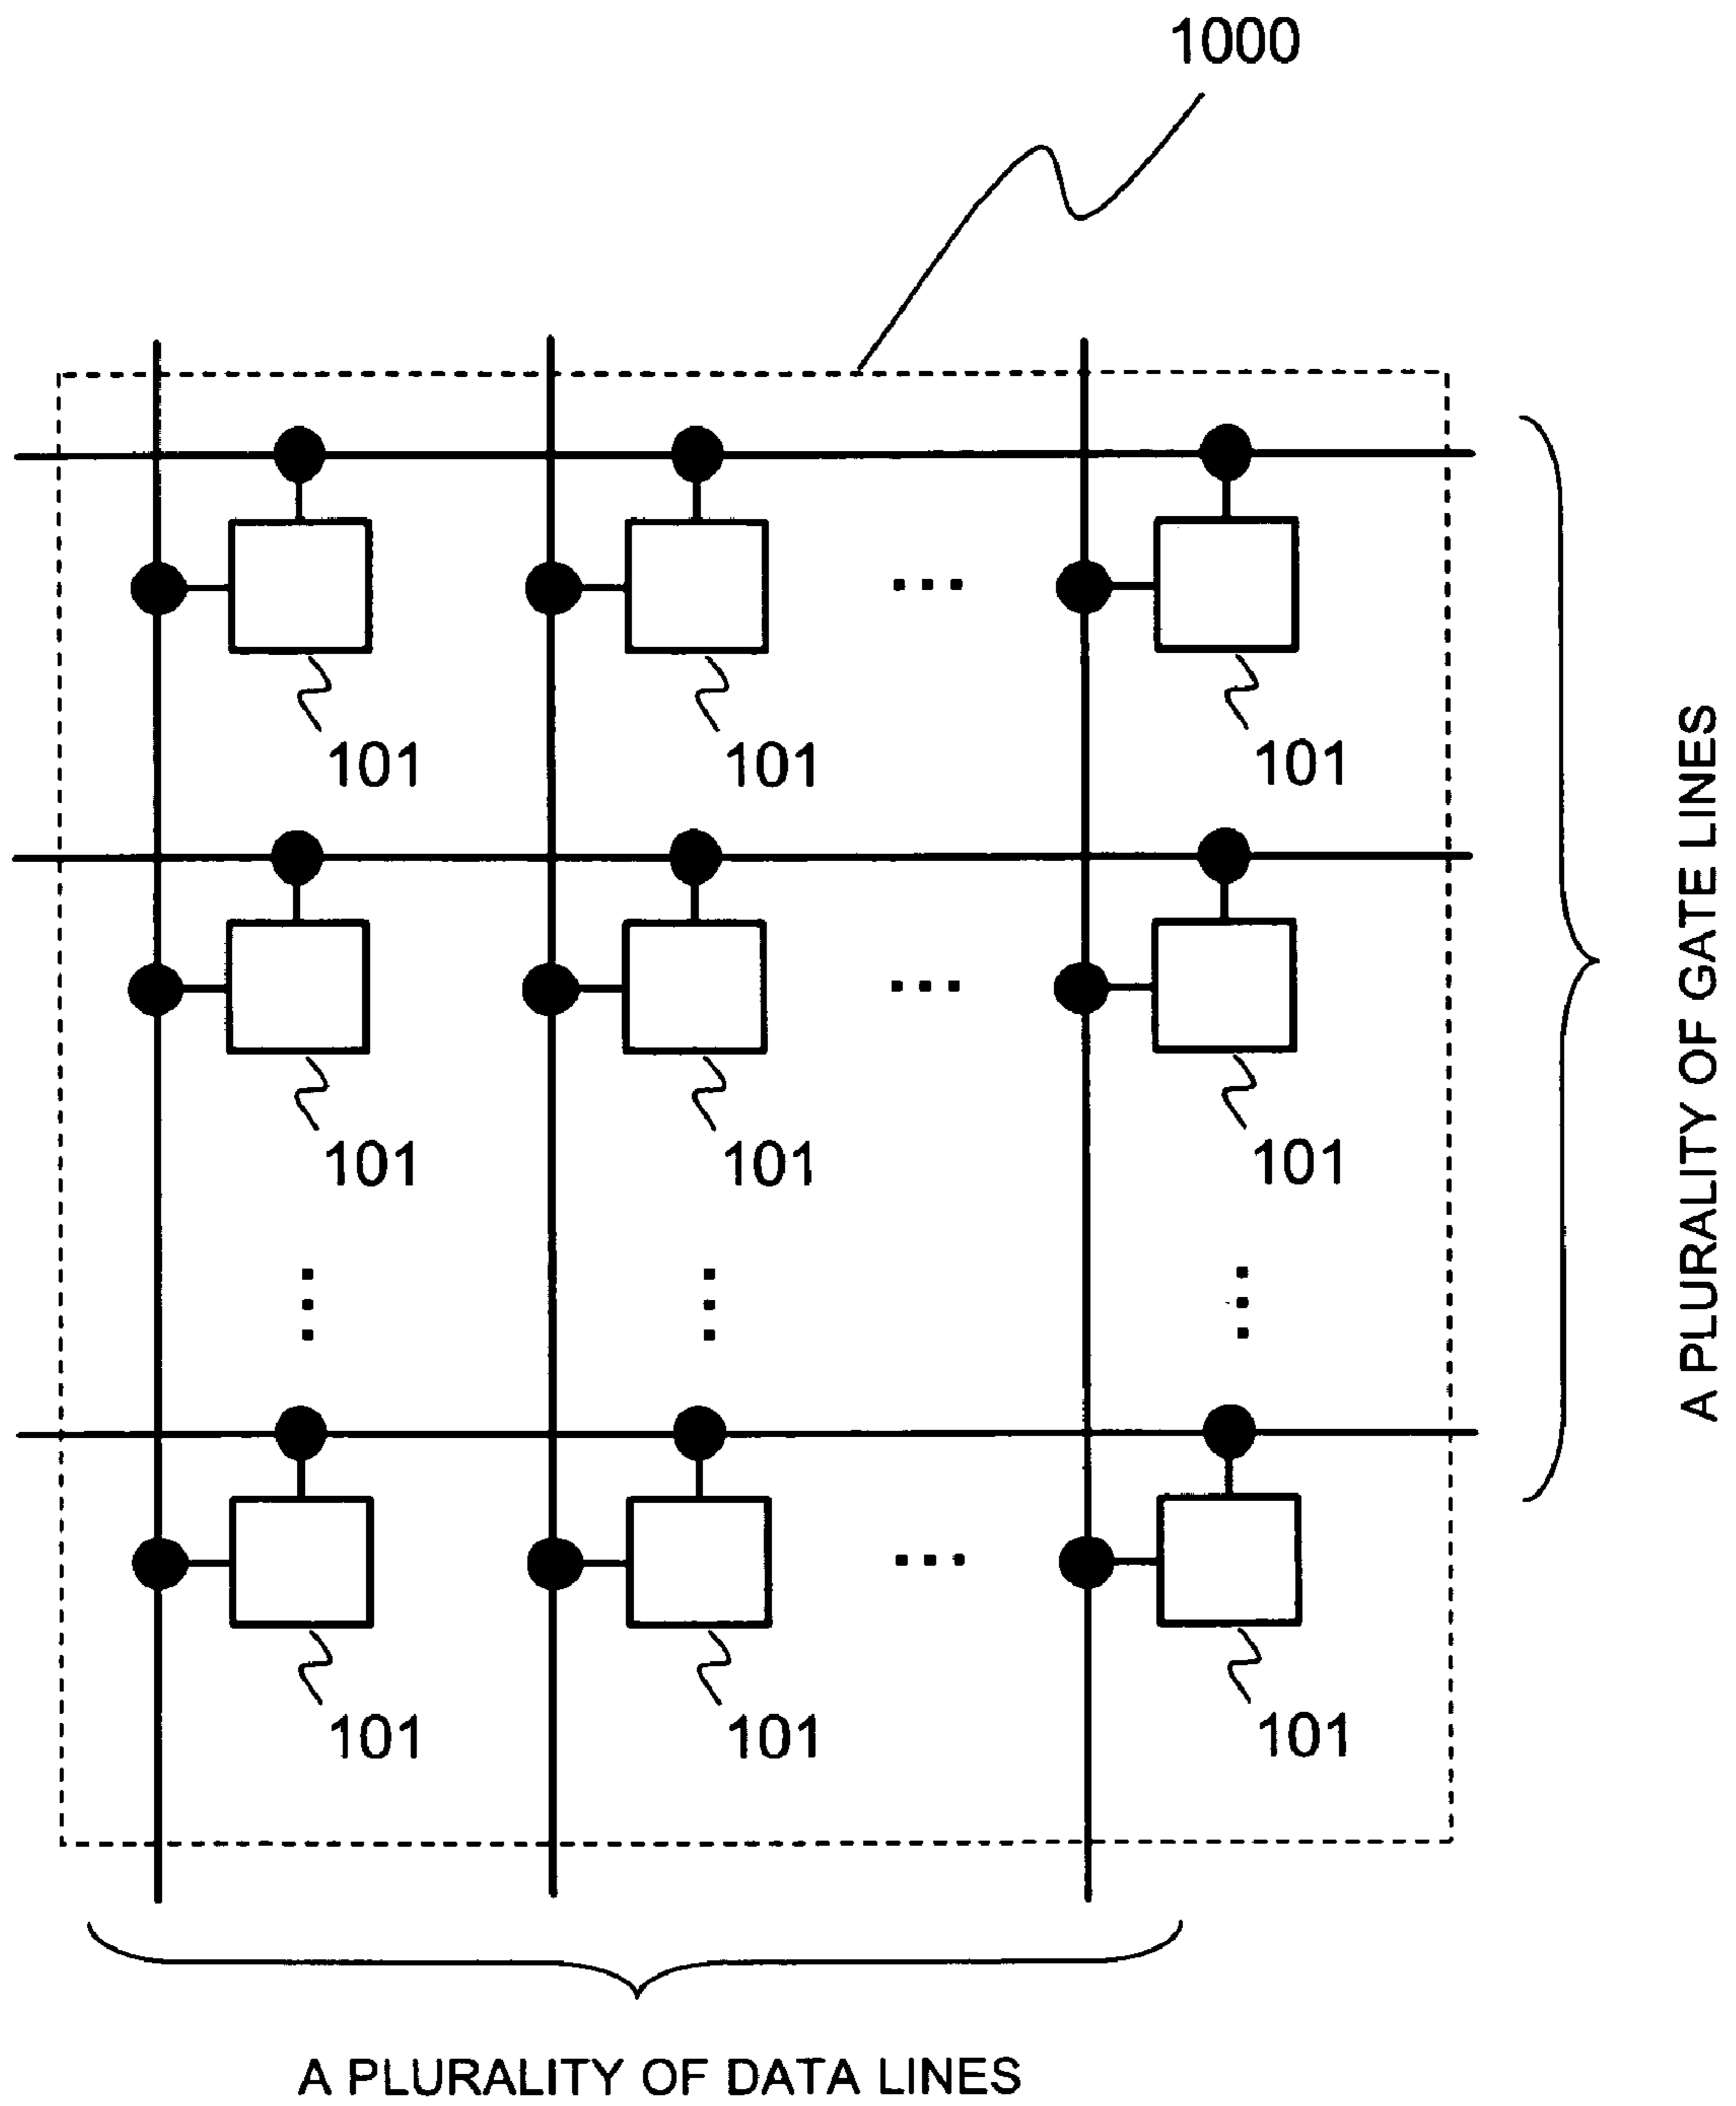 1000
101 101 101
101 101 101
101 101 101
A PLURALITY OF GATE LINES
A PLURALITY OF DATA LINES